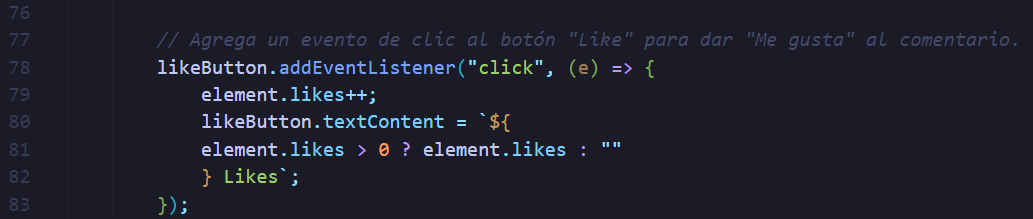 76
77 // Agrega un evento de clic al botón "Like" para dar "Me gusta" al comentario.
78 likeButton.addEventListener("click", (e) => {
79 element.likes++;
80 likeButton.textContent = `${
81 element.likes > 0 ? element.likes : ""
82 } Likes`;
83 });